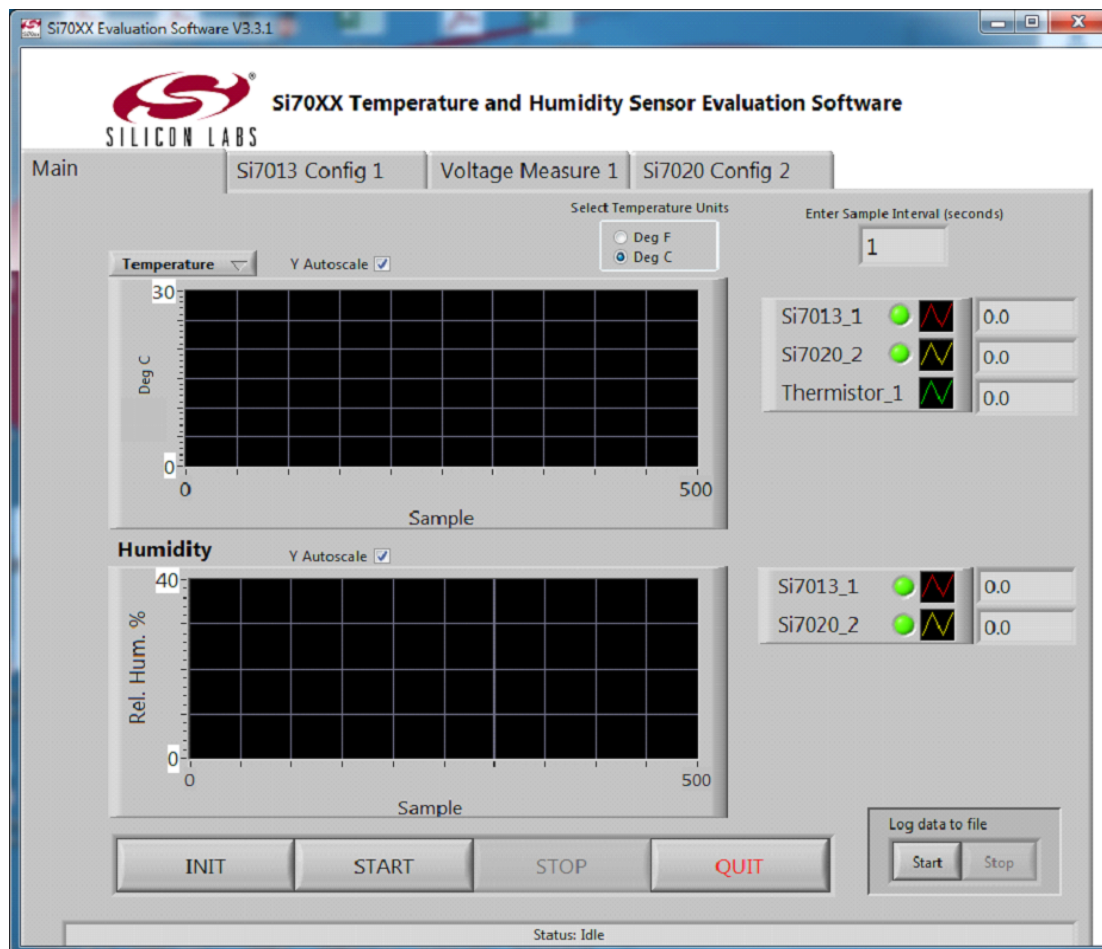 Si70XX Evaluation Software V3.3.1
SILICON LABS
Si70XX Temperature and Humidity Sensor Evaluation Software
Main
Si7013 Config 1
Voltage Measure 1
Si7020 Config 2
Select Temperature Units
Deg F
Deg C
Enter Sample Interval (seconds)
1
Temperature
Y Autoscale
30
Deg C
0
0
500
Sample
Si7013_1
0.0
Si7020_2
0.0
Thermistor_1
0.0
Humidity
Y Autoscale
40
Rel. Hum. %
0
0
500
Sample
Si7013_1
0.0
Si7020_2
0.0
Log data to file
Start
Stop
INIT
START
STOP
QUIT
Status: Idle